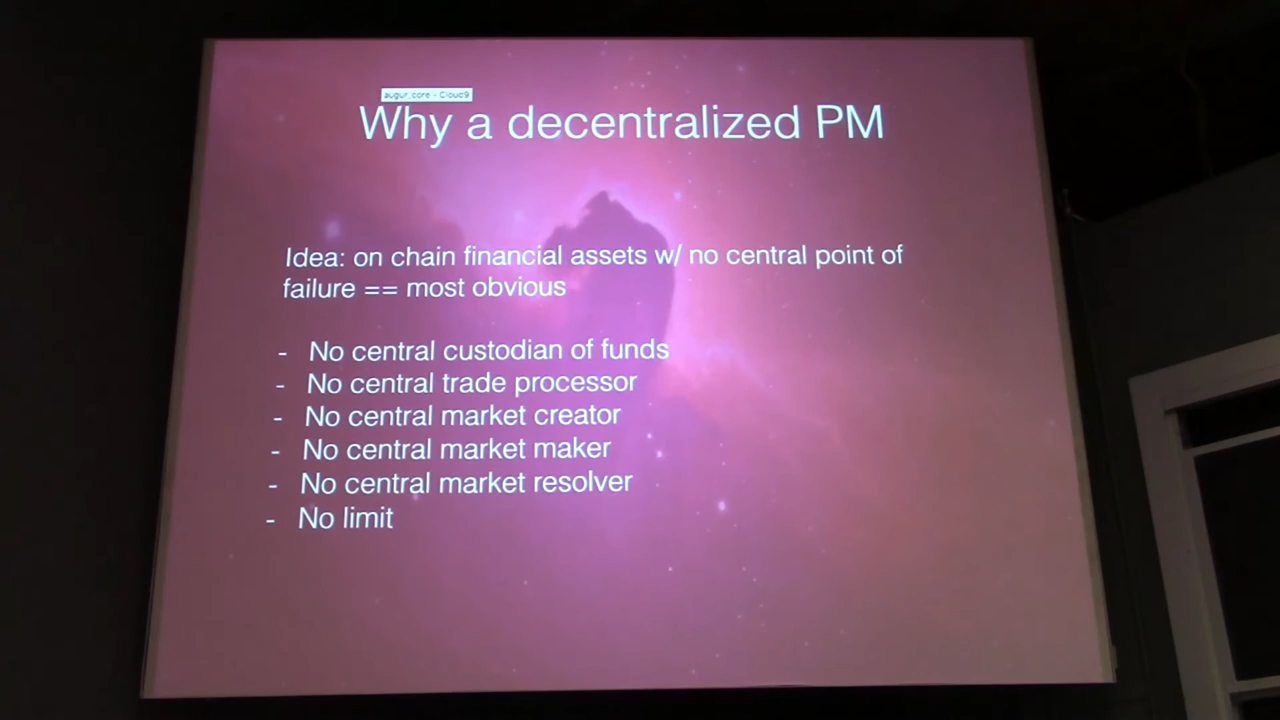 augur_core - Cloud9
Why a decentralized PM
Idea: on chain financial assets w/ no central point of
failure == most obvious
- No central custodian of funds
- No central trade processor
- No central market creator
- No central market maker
- No central market resolver
- No limit